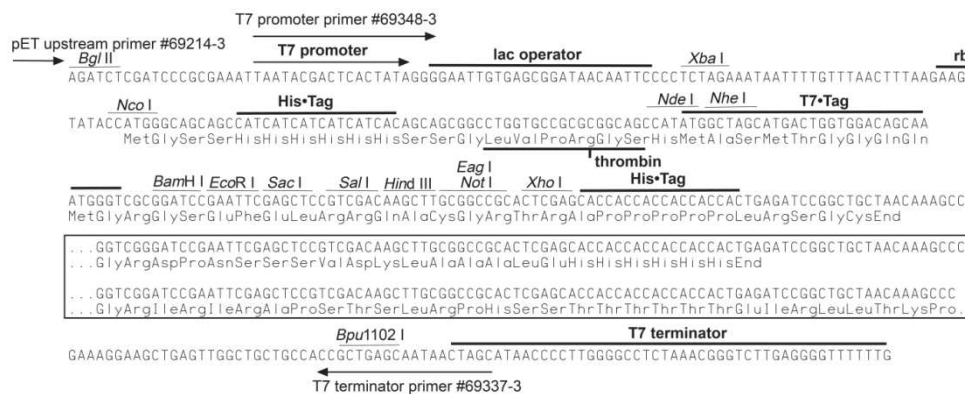 T7 promoter primer #69348-3
pET upstream primer #69214-3
Bgl II
T7 promoter
lac operator
Xba I
rb
AGATCTCGATCCCGCGAAATTAATACGACTCACTATAGGGGAATTGTGAGCGGATAACAATTCCCCTCTAGAAATAATTTTGTTTAACTTTAAGAAG
Nco I
His•Tag
Nde I
Nhe I
T7•Tag
TATACCATGGGCAGCAGCCATCATCATCATCATCACAGCAGCGGCCTGGTGCCGCGCGGCAGCCATATGGCTAGCATGACTGGTGGACAGCAA
MetGlySerSerHisHisHisHisHisHisSerSerGlyLeuValProArgGlySerHisMetAlaSerMetThrGlyGlyGlnGln
thrombin
BamH I
EcoR I
Sac I
Sal I
Hind III
Eag I
Not I
Xho I
His•Tag
ATGGGTCGCGGATCCGAATTCGAGCTCCGTCGACAAGCTTGCGGCCGCACTCGAGCACCACCACCACCACCACTGAGATCCGGCTGCTAACAAAGCC
MetGlyArgGlySerGluPheGluLeuArgArgGlnAlaCysGlyArgThrArgAlaProProProProProProLeuArgSerGlyCysEnd
...GGTCGGGATCCGAATTCGAGCTCCGTCGACAAGCTTGCGGCCGCACTCGAGCACCACCACCACCACCACTGAGATCCGGCTGCTAACAAAGCCC
...GlyArgAspProAsnSerSerSerValAspLysLeuAlaAlaAlaLeuGluHisHisHisHisHisHisEnd
...GGTCGGATCCGAATTCGAGCTCCGTCGACAAGCTTGCGGCCGCACTCGAGCACCACCACCACCACCACTGAGATCCGGCTGCTAACAAAGCCC
...GlyArgIleArgIleArgAlaProSerThrSerLeuArgProHisSerSerThrThrThrThrThrThrGluIleArgLeuLeuThrLysPro...
Bpu1102 I
T7 terminator
GAAAGGAAGCTGAGTTGGCTGCTGCCACCGCTGAGCAATAACTAGCATAACCCCTTGGGGCCTCTAAACGGGTCTTGAGGGGTTTTTTG
T7 terminator primer #69337-3